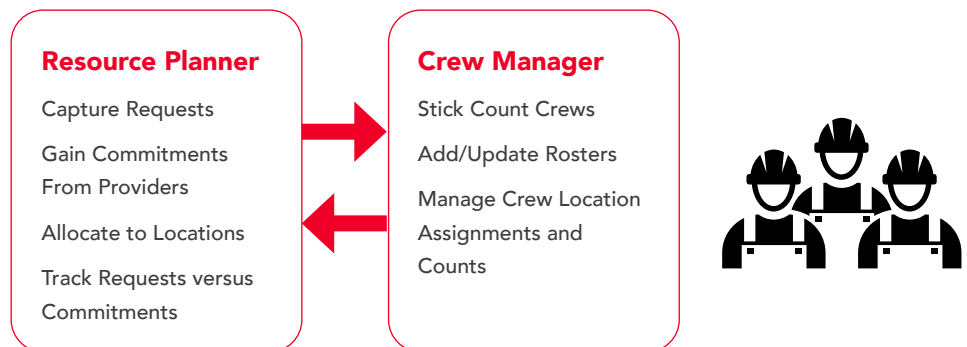 Resource Planner
Capture Requests
Gain Commitments
From Providers
Allocate to Locations
Track Requests versus
Commitments
Crew Manager
Stick Count Crews
Add/Update Rosters
Manage Crew Location
Assignments and
Counts